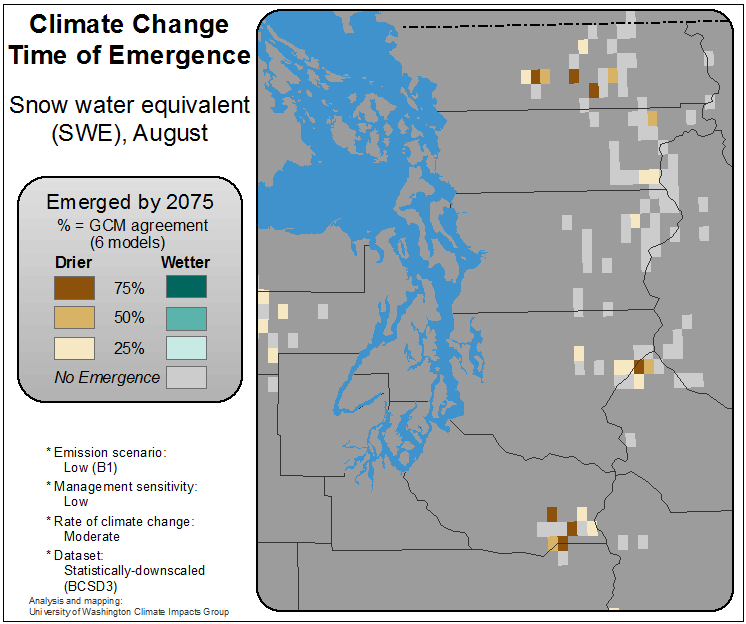 Climate Change
Time of Emergence
Snow water equivalent
(SWE), August
Emerged by 2075
% = GCM agreement
(6 models)
Drier Wetter
75%
50%
25%
No Emergence
* Emission scenario:
Low (B1)
* Management sensitivity:
Low
* Rate of climate change:
Moderate
* Dataset:
Statistically-downscaled
(BCSD3)
Analysis and mapping:
University of Washington Climate Impacts Group